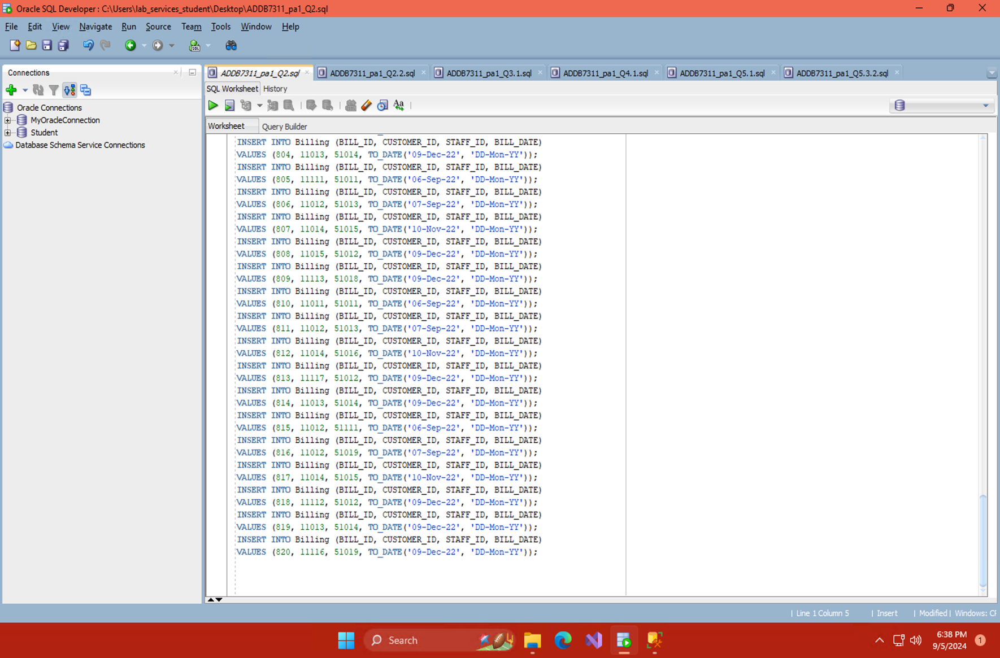 Oracle SQL Developer : C:\Users\lab_services_student\Desktop\ADDB7311_pa1_Q2.sql
File Edit View Navigate Run Source Team Tools Window Help
Connections
ADDB7311_pa1_Q2.sql ADDB7311_pa1_Q2.2.sql ADDB7311_pa1_Q3.1.sql ADDB7311_pa1_Q4.1.sql ADDB7311_pa1_Q5.1.sql ADDB7311_pa1_Q5.3.2.sql
SQL Worksheet History
Oracle Connections
MyOracleConnection
Student
Database Schema Service Connections
Worksheet Query Builder
INSERT INTO Billing (BILL_ID, CUSTOMER_ID, STAFF_ID, BILL_DATE)
VALUES (804, 11013, 51014, TO_DATE('09-Dec-22', 'DD-Mon-YY'));
INSERT INTO Billing (BILL_ID, CUSTOMER_ID, STAFF_ID, BILL_DATE)
VALUES (805, 11111, 51011, TO_DATE('06-Sep-22', 'DD-Mon-YY'));
INSERT INTO Billing (BILL_ID, CUSTOMER_ID, STAFF_ID, BILL_DATE)
VALUES (806, 11012, 51013, TO_DATE('07-Sep-22', 'DD-Mon-YY'));
INSERT INTO Billing (BILL_ID, CUSTOMER_ID, STAFF_ID, BILL_DATE)
VALUES (807, 11014, 51015, TO_DATE('10-Nov-22', 'DD-Mon-YY'));
INSERT INTO Billing (BILL_ID, CUSTOMER_ID, STAFF_ID, BILL_DATE)
VALUES (808, 11015, 51012, TO_DATE('09-Dec-22', 'DD-Mon-YY'));
INSERT INTO Billing (BILL_ID, CUSTOMER_ID, STAFF_ID, BILL_DATE)
VALUES (809, 11113, 51018, TO_DATE('09-Dec-22', 'DD-Mon-YY'));
INSERT INTO Billing (BILL_ID, CUSTOMER_ID, STAFF_ID, BILL_DATE)
VALUES (810, 11011, 51011, TO_DATE('06-Sep-22', 'DD-Mon-YY'));
INSERT INTO Billing (BILL_ID, CUSTOMER_ID, STAFF_ID, BILL_DATE)
VALUES (811, 11012, 51013, TO_DATE('07-Sep-22', 'DD-Mon-YY'));
INSERT INTO Billing (BILL_ID, CUSTOMER_ID, STAFF_ID, BILL_DATE)
VALUES (812, 11014, 51016, TO_DATE('10-Nov-22', 'DD-Mon-YY'));
INSERT INTO Billing (BILL_ID, CUSTOMER_ID, STAFF_ID, BILL_DATE)
VALUES (813, 11117, 51012, TO_DATE('09-Dec-22', 'DD-Mon-YY'));
INSERT INTO Billing (BILL_ID, CUSTOMER_ID, STAFF_ID, BILL_DATE)
VALUES (814, 11013, 51014, TO_DATE('09-Dec-22', 'DD-Mon-YY'));
INSERT INTO Billing (BILL_ID, CUSTOMER_ID, STAFF_ID, BILL_DATE)
VALUES (815, 11012, 51111, TO_DATE('06-Sep-22', 'DD-Mon-YY'));
INSERT INTO Billing (BILL_ID, CUSTOMER_ID, STAFF_ID, BILL_DATE)
VALUES (816, 11012, 51019, TO_DATE('07-Sep-22', 'DD-Mon-YY'));
INSERT INTO Billing (BILL_ID, CUSTOMER_ID, STAFF_ID, BILL_DATE)
VALUES (817, 11014, 51015, TO_DATE('10-Nov-22', 'DD-Mon-YY'));
INSERT INTO Billing (BILL_ID, CUSTOMER_ID, STAFF_ID, BILL_DATE)
VALUES (818, 11112, 51012, TO_DATE('09-Dec-22', 'DD-Mon-YY'));
INSERT INTO Billing (BILL_ID, CUSTOMER_ID, STAFF_ID, BILL_DATE)
VALUES (819, 11013, 51014, TO_DATE('09-Dec-22', 'DD-Mon-YY'));
INSERT INTO Billing (BILL_ID, CUSTOMER_ID, STAFF_ID, BILL_DATE)
VALUES (820, 11116, 51019, TO_DATE('09-Dec-22', 'DD-Mon-YY'));
| Line 1 Column 5 | Insert | Modified | Windows: CF
Search
6:38 PM
9/5/2024
1